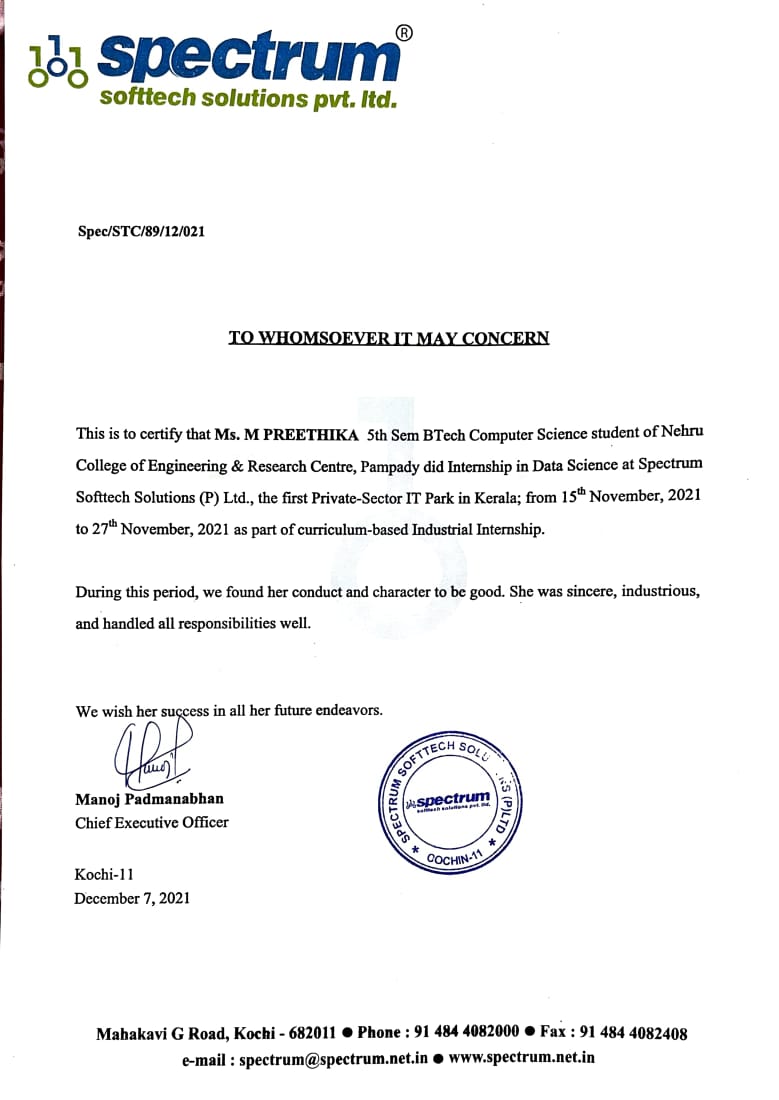 spectrum®
softtech solutions pvt. ltd.
Spec/STC/89/12/021
TO WHOMSOEVER IT MAY CONCERN
This is to certify that Ms. M PREETHIKA 5th Sem BTech Computer Science student of Nehru
College of Engineering & Research Centre, Pampady did Internship in Data Science at Spectrum
Softtech Solutions (P) Ltd., the first Private-Sector IT Park in Kerala; from 15th November, 2021
to 27th November, 2021 as part of curriculum-based Industrial Internship.
During this period, we found her conduct and character to be good. She was sincere, industrious,
and handled all responsibilities well.
We wish her success in all her future endeavors.
Manoj Padmanabhan
Chief Executive Officer
SPECTRUM SOFTTECH SOLU NS (P)LTD
spectrum
softtech solutions pvt. ltd.
COCHIN-11
Kochi-11
December 7, 2021
Mahakavi G Road, Kochi - 682011 ● Phone : 91 484 4082000 ● Fax : 91 484 4082408
e-mail : spectrum@spectrum.net.in ● www.spectrum.net.in